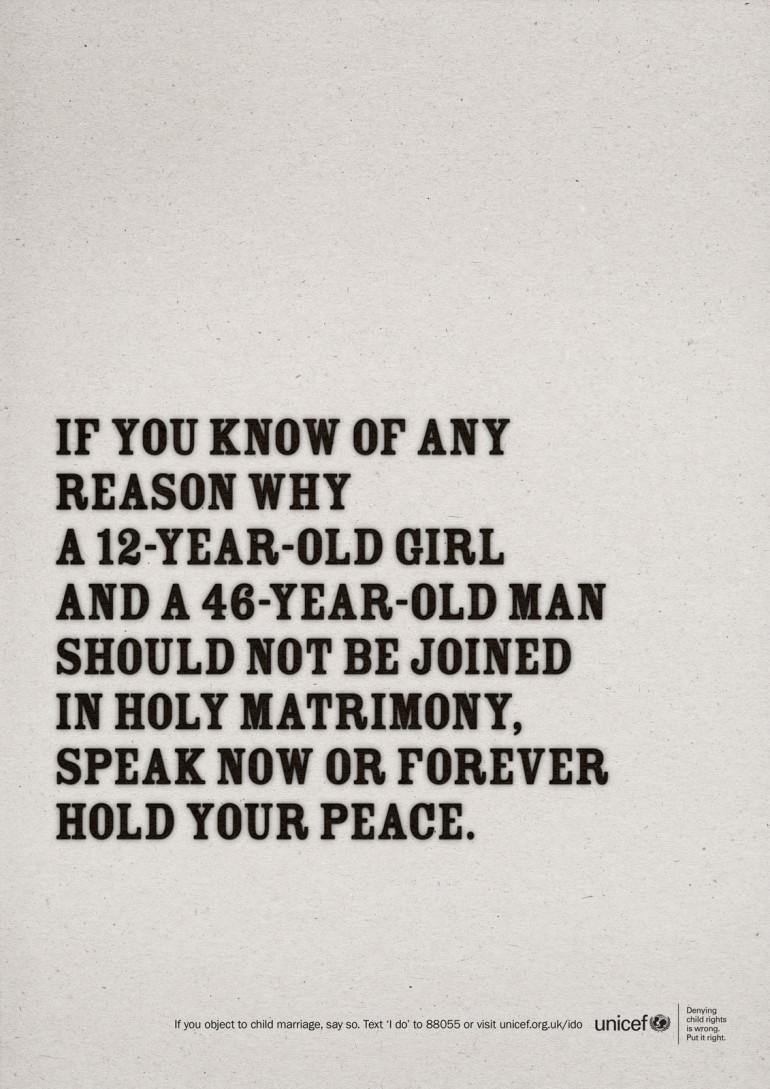 IF YOU KNOW OF ANY
REASON WHY
A 12-YEAR-OLD GIRL
AND A 46-YEAR-OLD MAN
SHOULD NOT BE JOINED
IN HOLY MATRIMONY,
SPEAK NOW OR FOREVER
HOLD YOUR PEACE.
If you object to child marriage, say so. Text ‘I do’ to 88055 or visit unicef.org.uk/ido
unicef
Denying
child rights
is wrong.
Put it right.